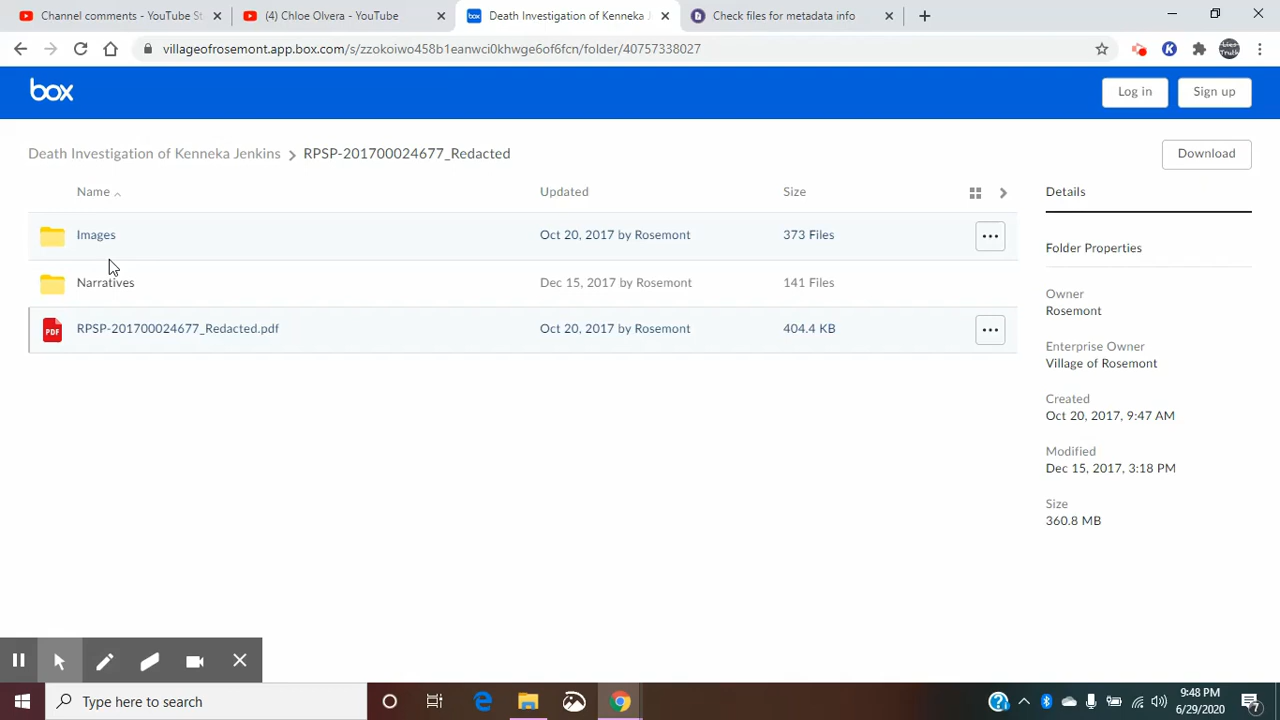 Channel comments - YouTube S
(4) Chloe Olvera - YouTube
box
Death Investigation of Kenneka J
Check files for metadata info
villageofrosemont.app.box.com/s/zzokoiwo458b1eanwci0khwge6of6fcn/folder/40757338027
K
box
Log in
Sign up
Death Investigation of Kenneka Jenkins
RPSP-201700024677_Redacted
Download
Name
Updated
Size
Details
Images
Oct 20, 2017 by Rosemont
373 Files
Folder Properties
Narratives
Dec 15, 2017 by Rosemont
141 Files
Owner
Rosemont
PDF
RPSP-201700024677_Redacted.pdf
Oct 20, 2017 by Rosemont
404.4 KB
Enterprise Owner
Village of Rosemont
Created
Oct 20, 2017, 9:47 AM
Modified
Dec 15, 2017, 3:18 PM
Size
360.8 MB
Type here to search
9:48 PM
6/29/2020
7